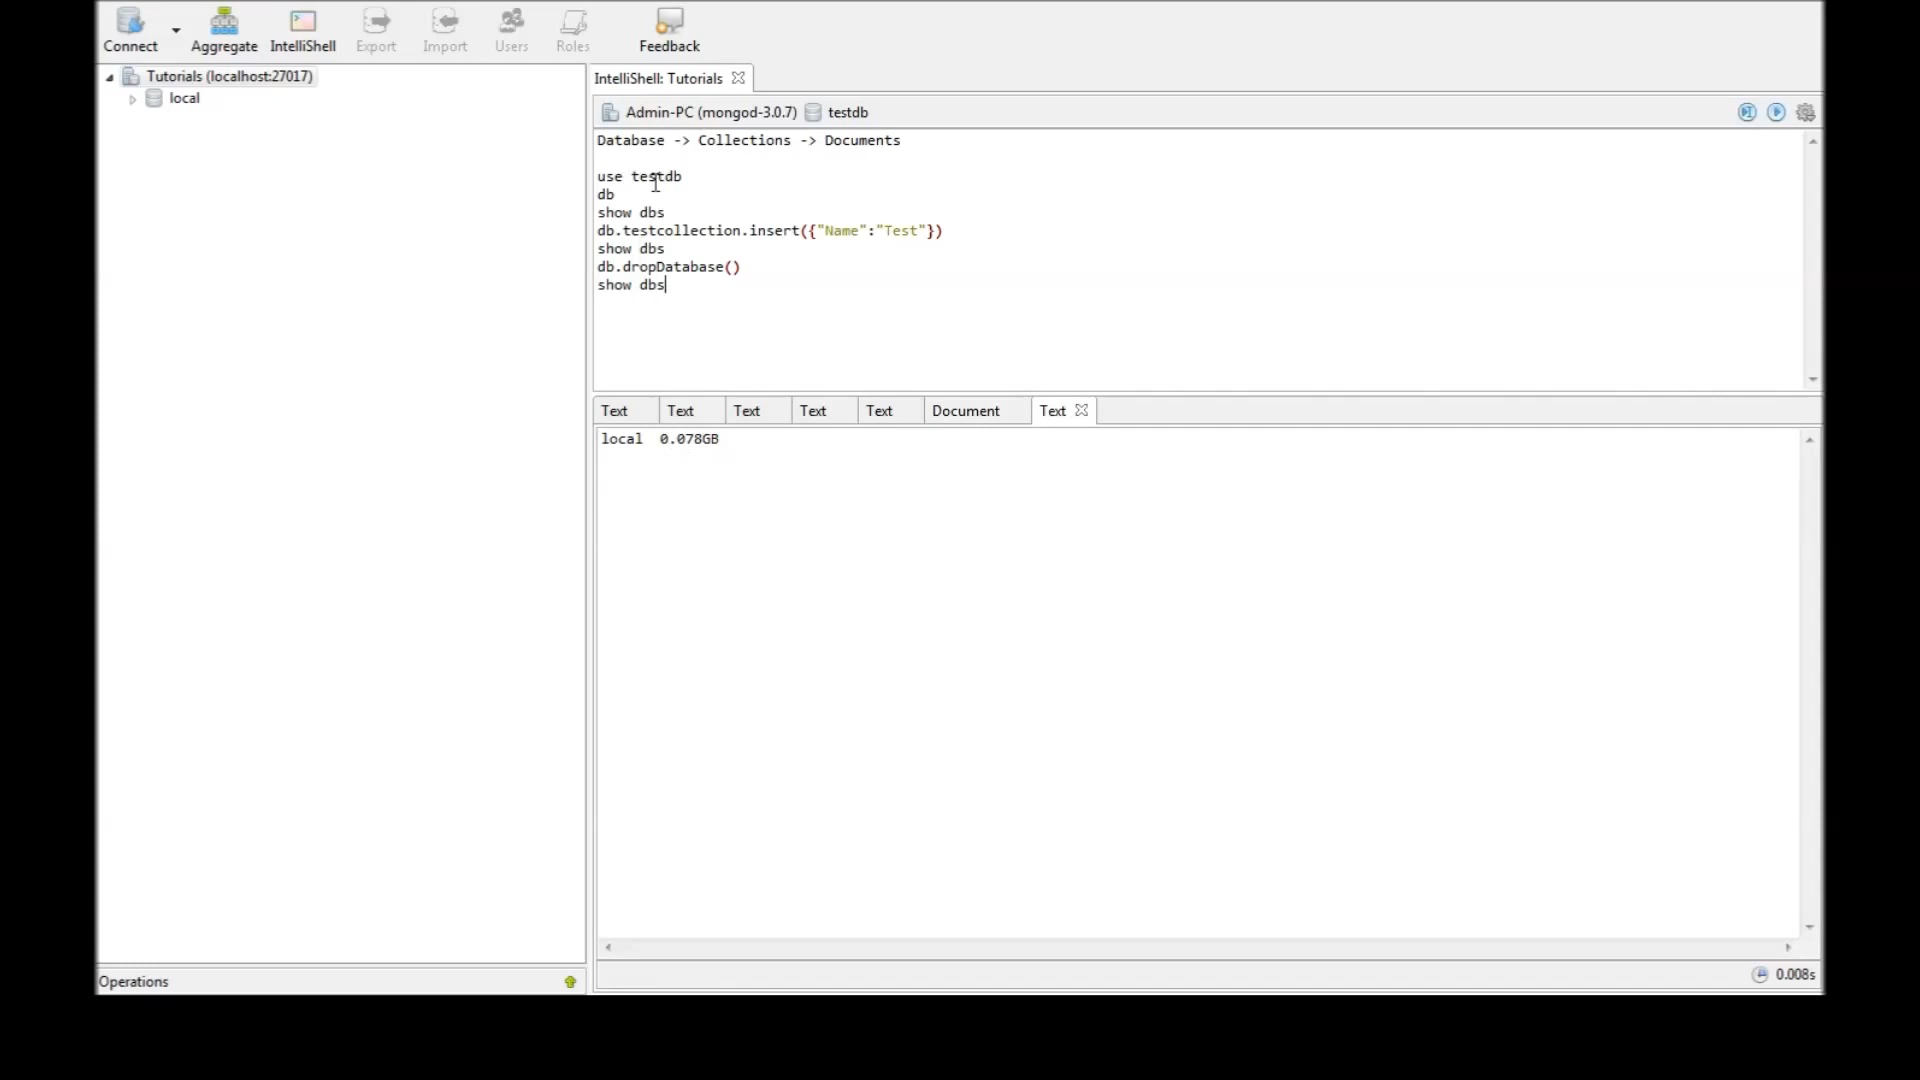 Connect Aggregate IntelliShell Export Import Users Roles Feedback
Tutorials (localhost:27017)
local
IntelliShell: Tutorials
Admin-PC (mongod-3.0.7) testdb
Database -> Collections -> Documents
use testdb
db
show dbs
db.testcollection.insert({"Name":"Test"})
show dbs
db.dropDatabase()
show dbs
Text Text Text Text Text Document Text
local 0.078GB
Operations
0.008s